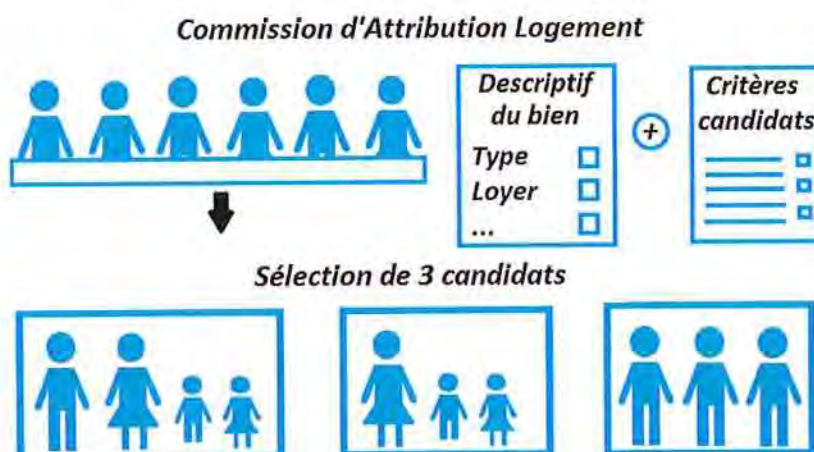 Commission d'Attribution Logement
Descriptif
du bien
Type
Loyer
...
+
Critères
candidats
Sélection de 3 candidats